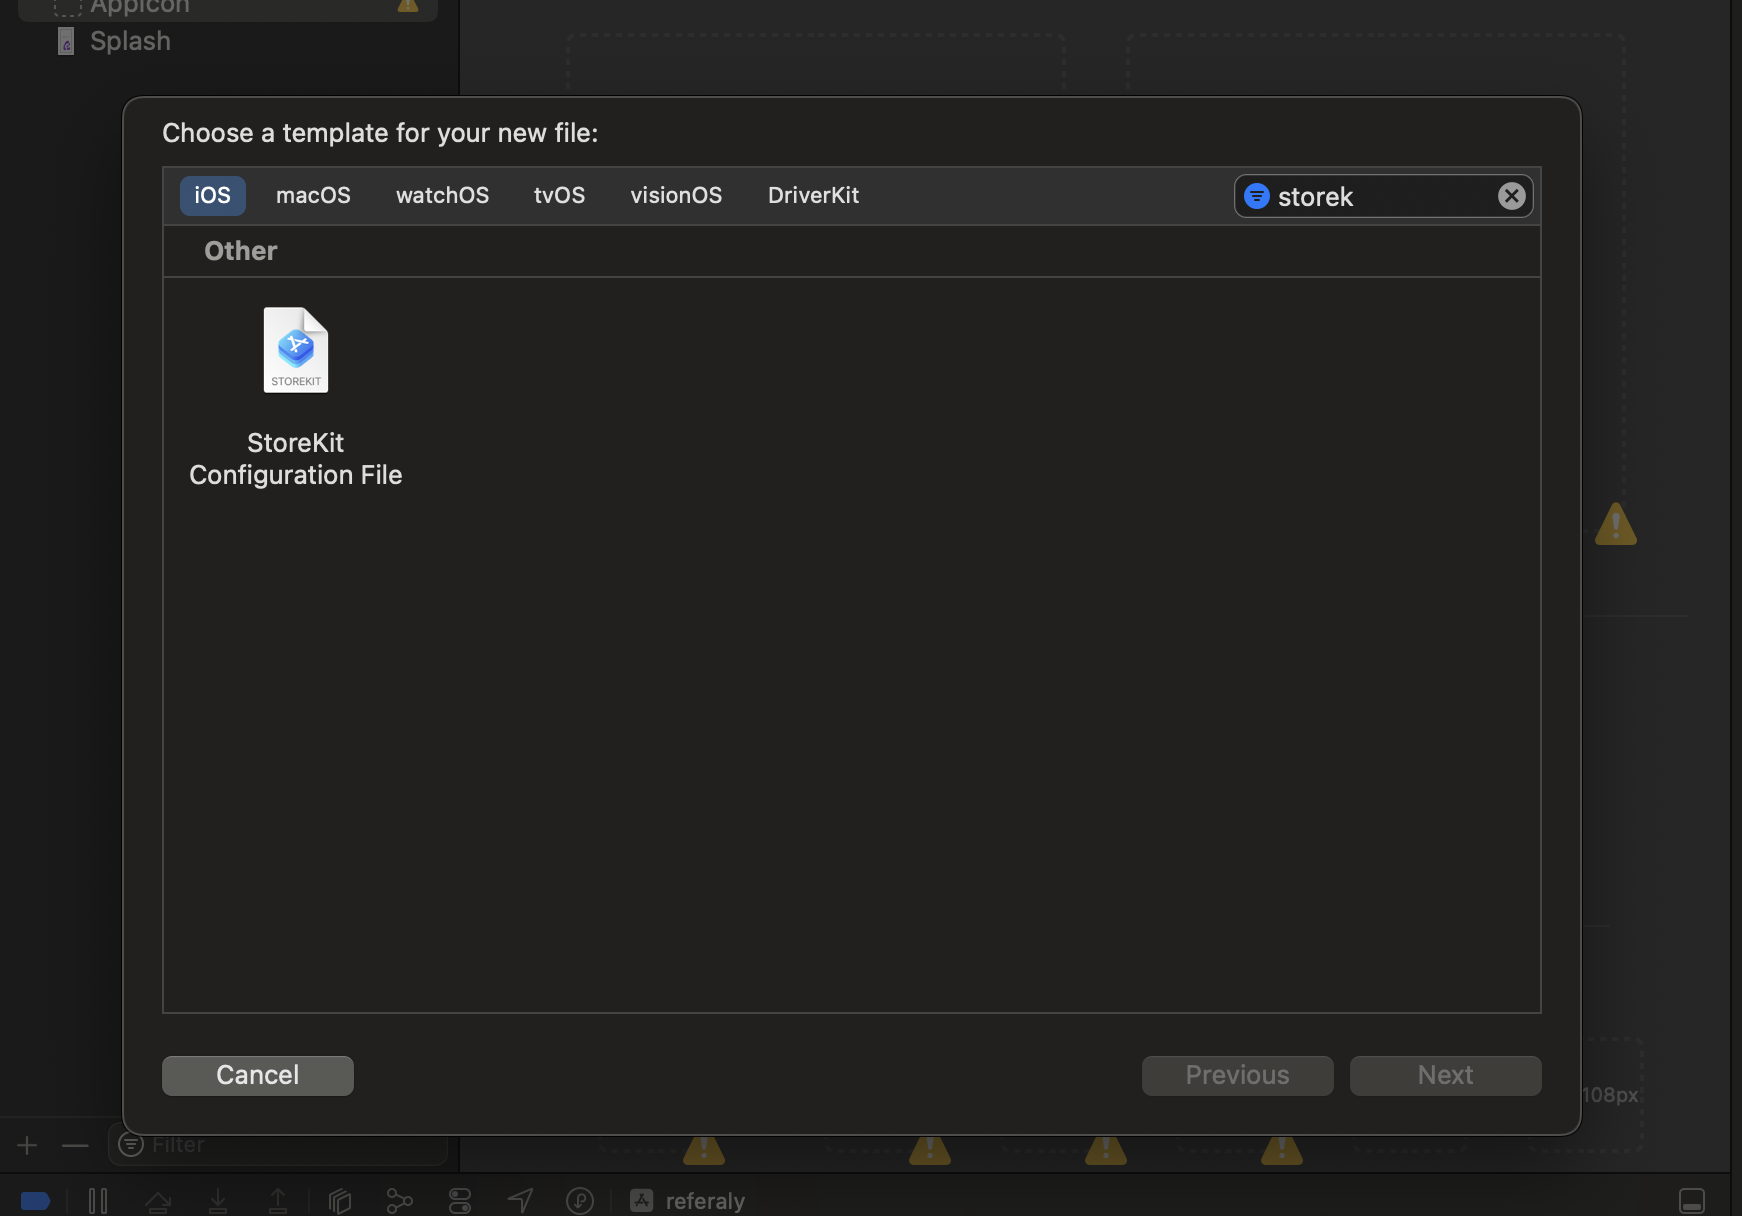 AppIcon
Splash
Choose a template for your new file:
iOS macOS watchOS tvOS visionOS DriverKit storek
Other
STOREKIT
StoreKit
Configuration File
Cancel Previous Next
108px
Filter
referaly